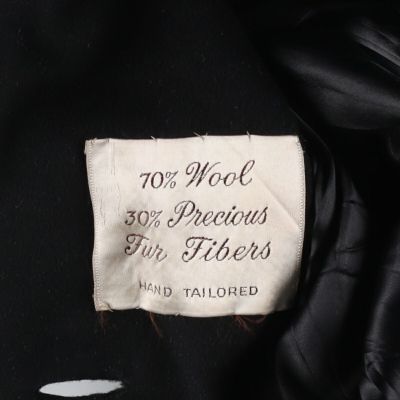 70% Wool
30% Precious
Fur Fibers
HAND TAILORED